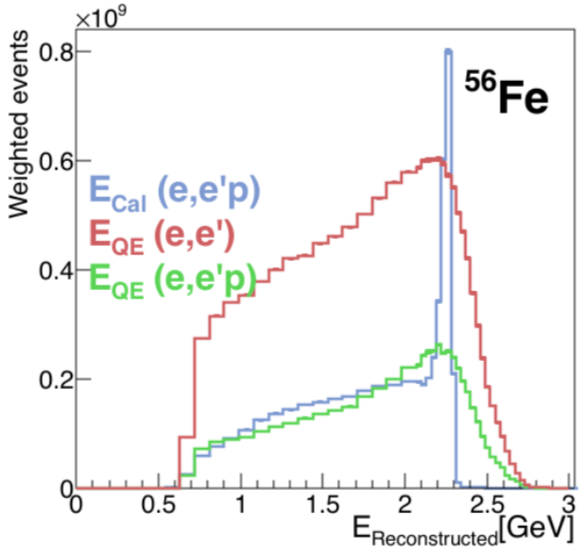 ×10⁹
Weighted events
0.8
0.6
0.4
0.2
0
⁵⁶Fe
E_Cal (e,e'p)
E_QE (e,e')
E_QE (e,e'p)
0 0.5 1 1.5 2 2.5 3
E_Reconstructed[GeV]